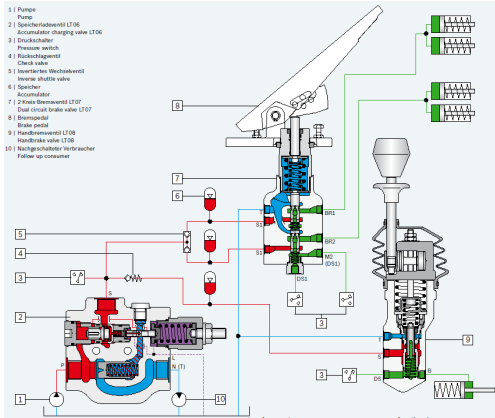 1 | Pumpe
Pump
2 | Speicherladeventil LT06
Accumulator charging valve LT06
3 | Druckschalter
Pressure switch
4 | Rückschlagventil
Check valve
5 | Invertiertes Wechselventil
Inverse shuttle valve
6 | Speicher
Accumulator
7 | 2-Kreis Bremsventil LT07
Dual circuit brake valve LT07
8 | Bremspedal
Brake pedal
9 | Handbremsventil LT08
Handbrake valve LT08
10 | Nachgeschalteter Verbraucher
Follow up consumer
8
7
6
T
BR1
S1
5
BR2
S1
4
M2
(DS1)
3
DS1
S
3
2
T
9
S
L
P
N (T)
3
DS
B
1
10